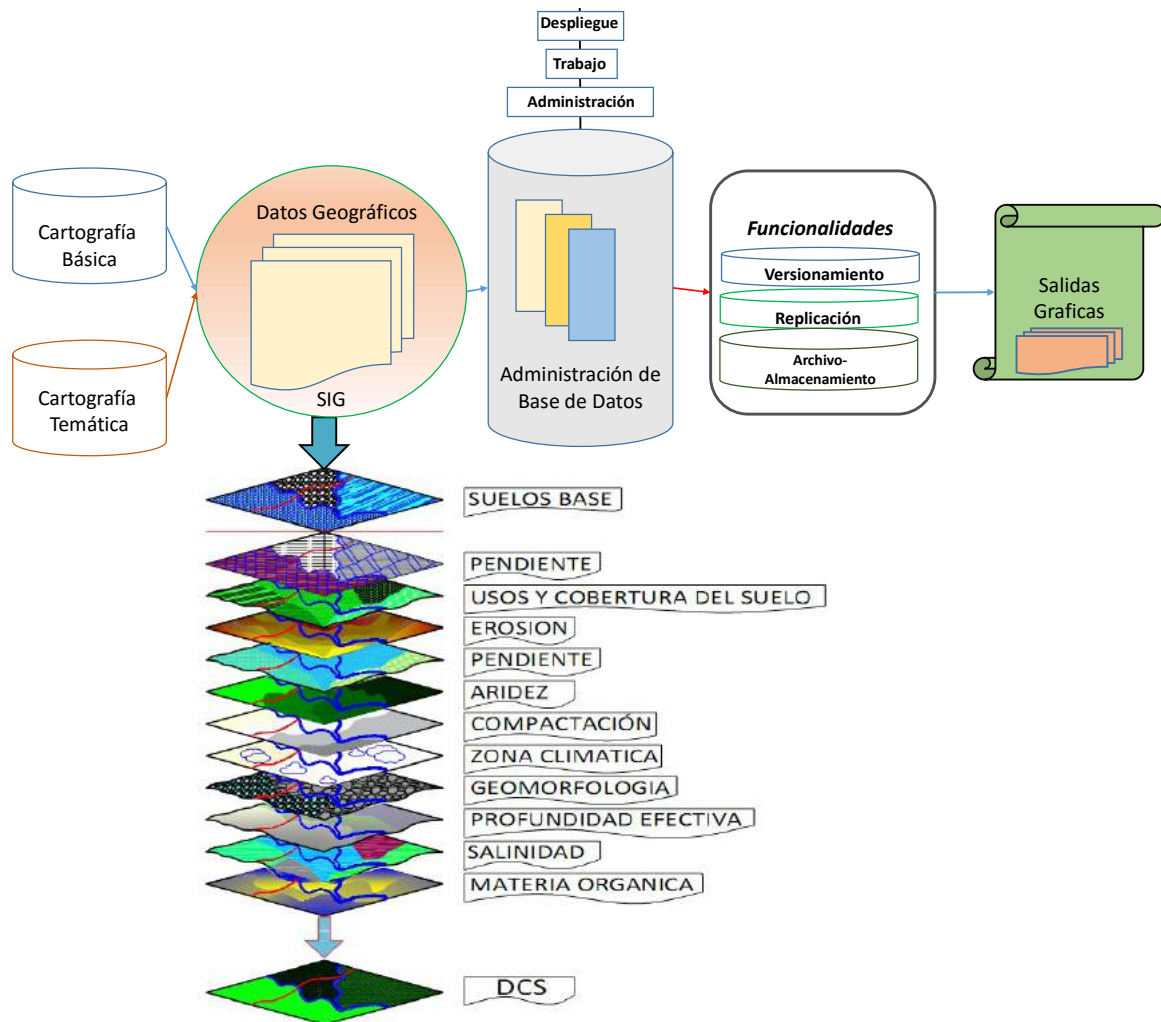 Despliegue
Trabajo
Administración
Cartografía
Básica
Cartografía
Temática
Datos Geográficos
SIG
Administración de
Base de Datos
Funcionalidades
Versionamiento
Replicación
Archivo-
Almacenamiento
Salidas
Graficas
SUELOS BASE
PENDIENTE
USOS Y COBERTURA DEL SUELO
EROSION
PENDIENTE
ARIDEZ
COMPACTACIÓN
ZONA CLIMATICA
GEOMORFOLOGIA
PROFUNDIDAD EFECTIVA
SALINIDAD
MATERIA ORGANICA
DCS